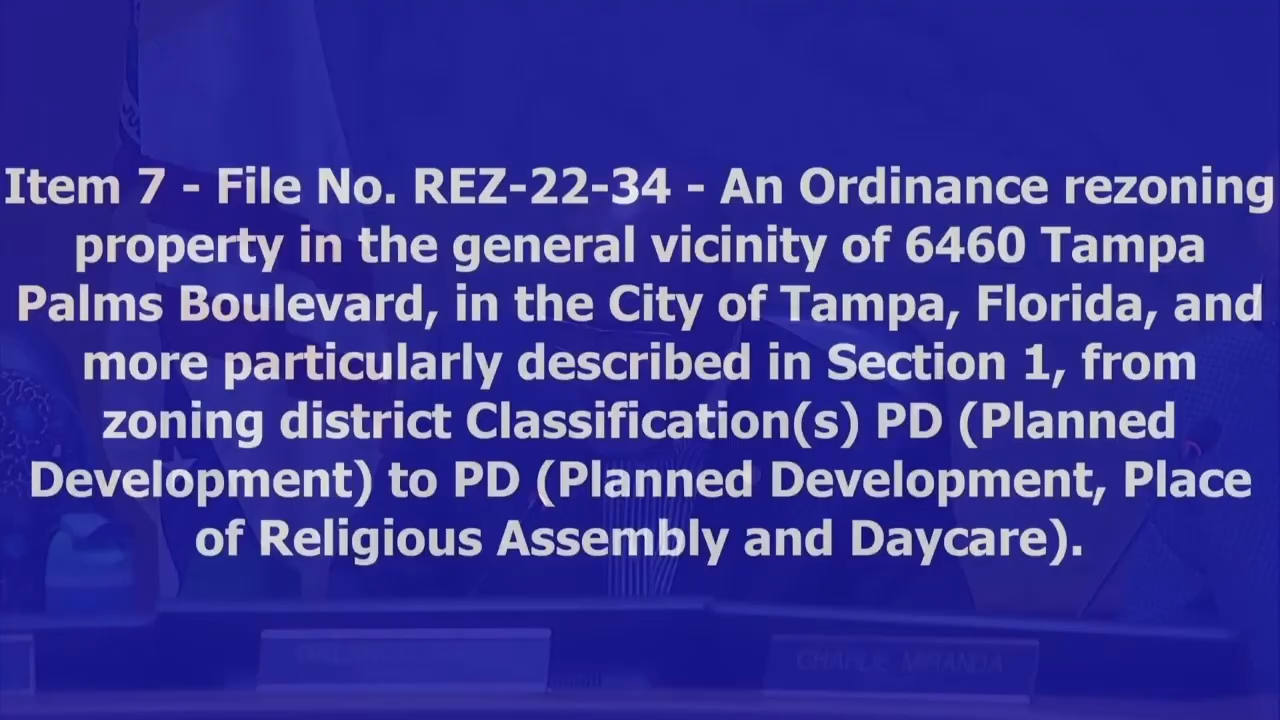 Item 7 - File No. REZ-22-34 - An Ordinance rezoning
property in the general vicinity of 6460 Tampa
Palms Boulevard, in the City of Tampa, Florida, and
more particularly described in Section 1, from
zoning district Classification(s) PD (Planned
Development) to PD (Planned Development, Place
of Religious Assembly and Daycare).
CHARLIE MIRANDA